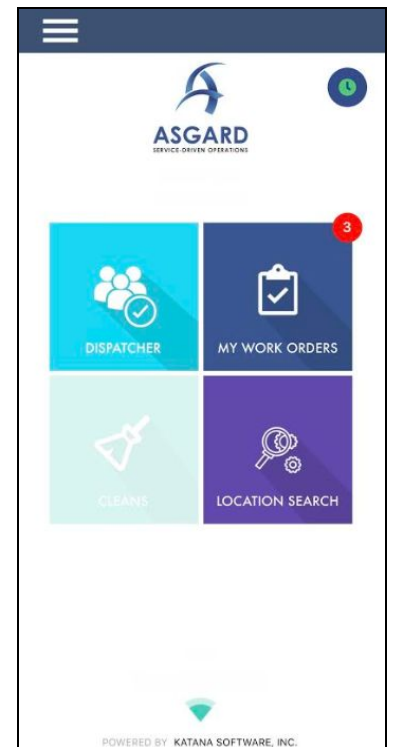 ASGARD
SERVICE-DRIVEN OPERATIONS
3
DISPATCHER
MY WORK ORDERS
CLEANS
LOCATION SEARCH
POWERED BY KATANA SOFTWARE, INC.